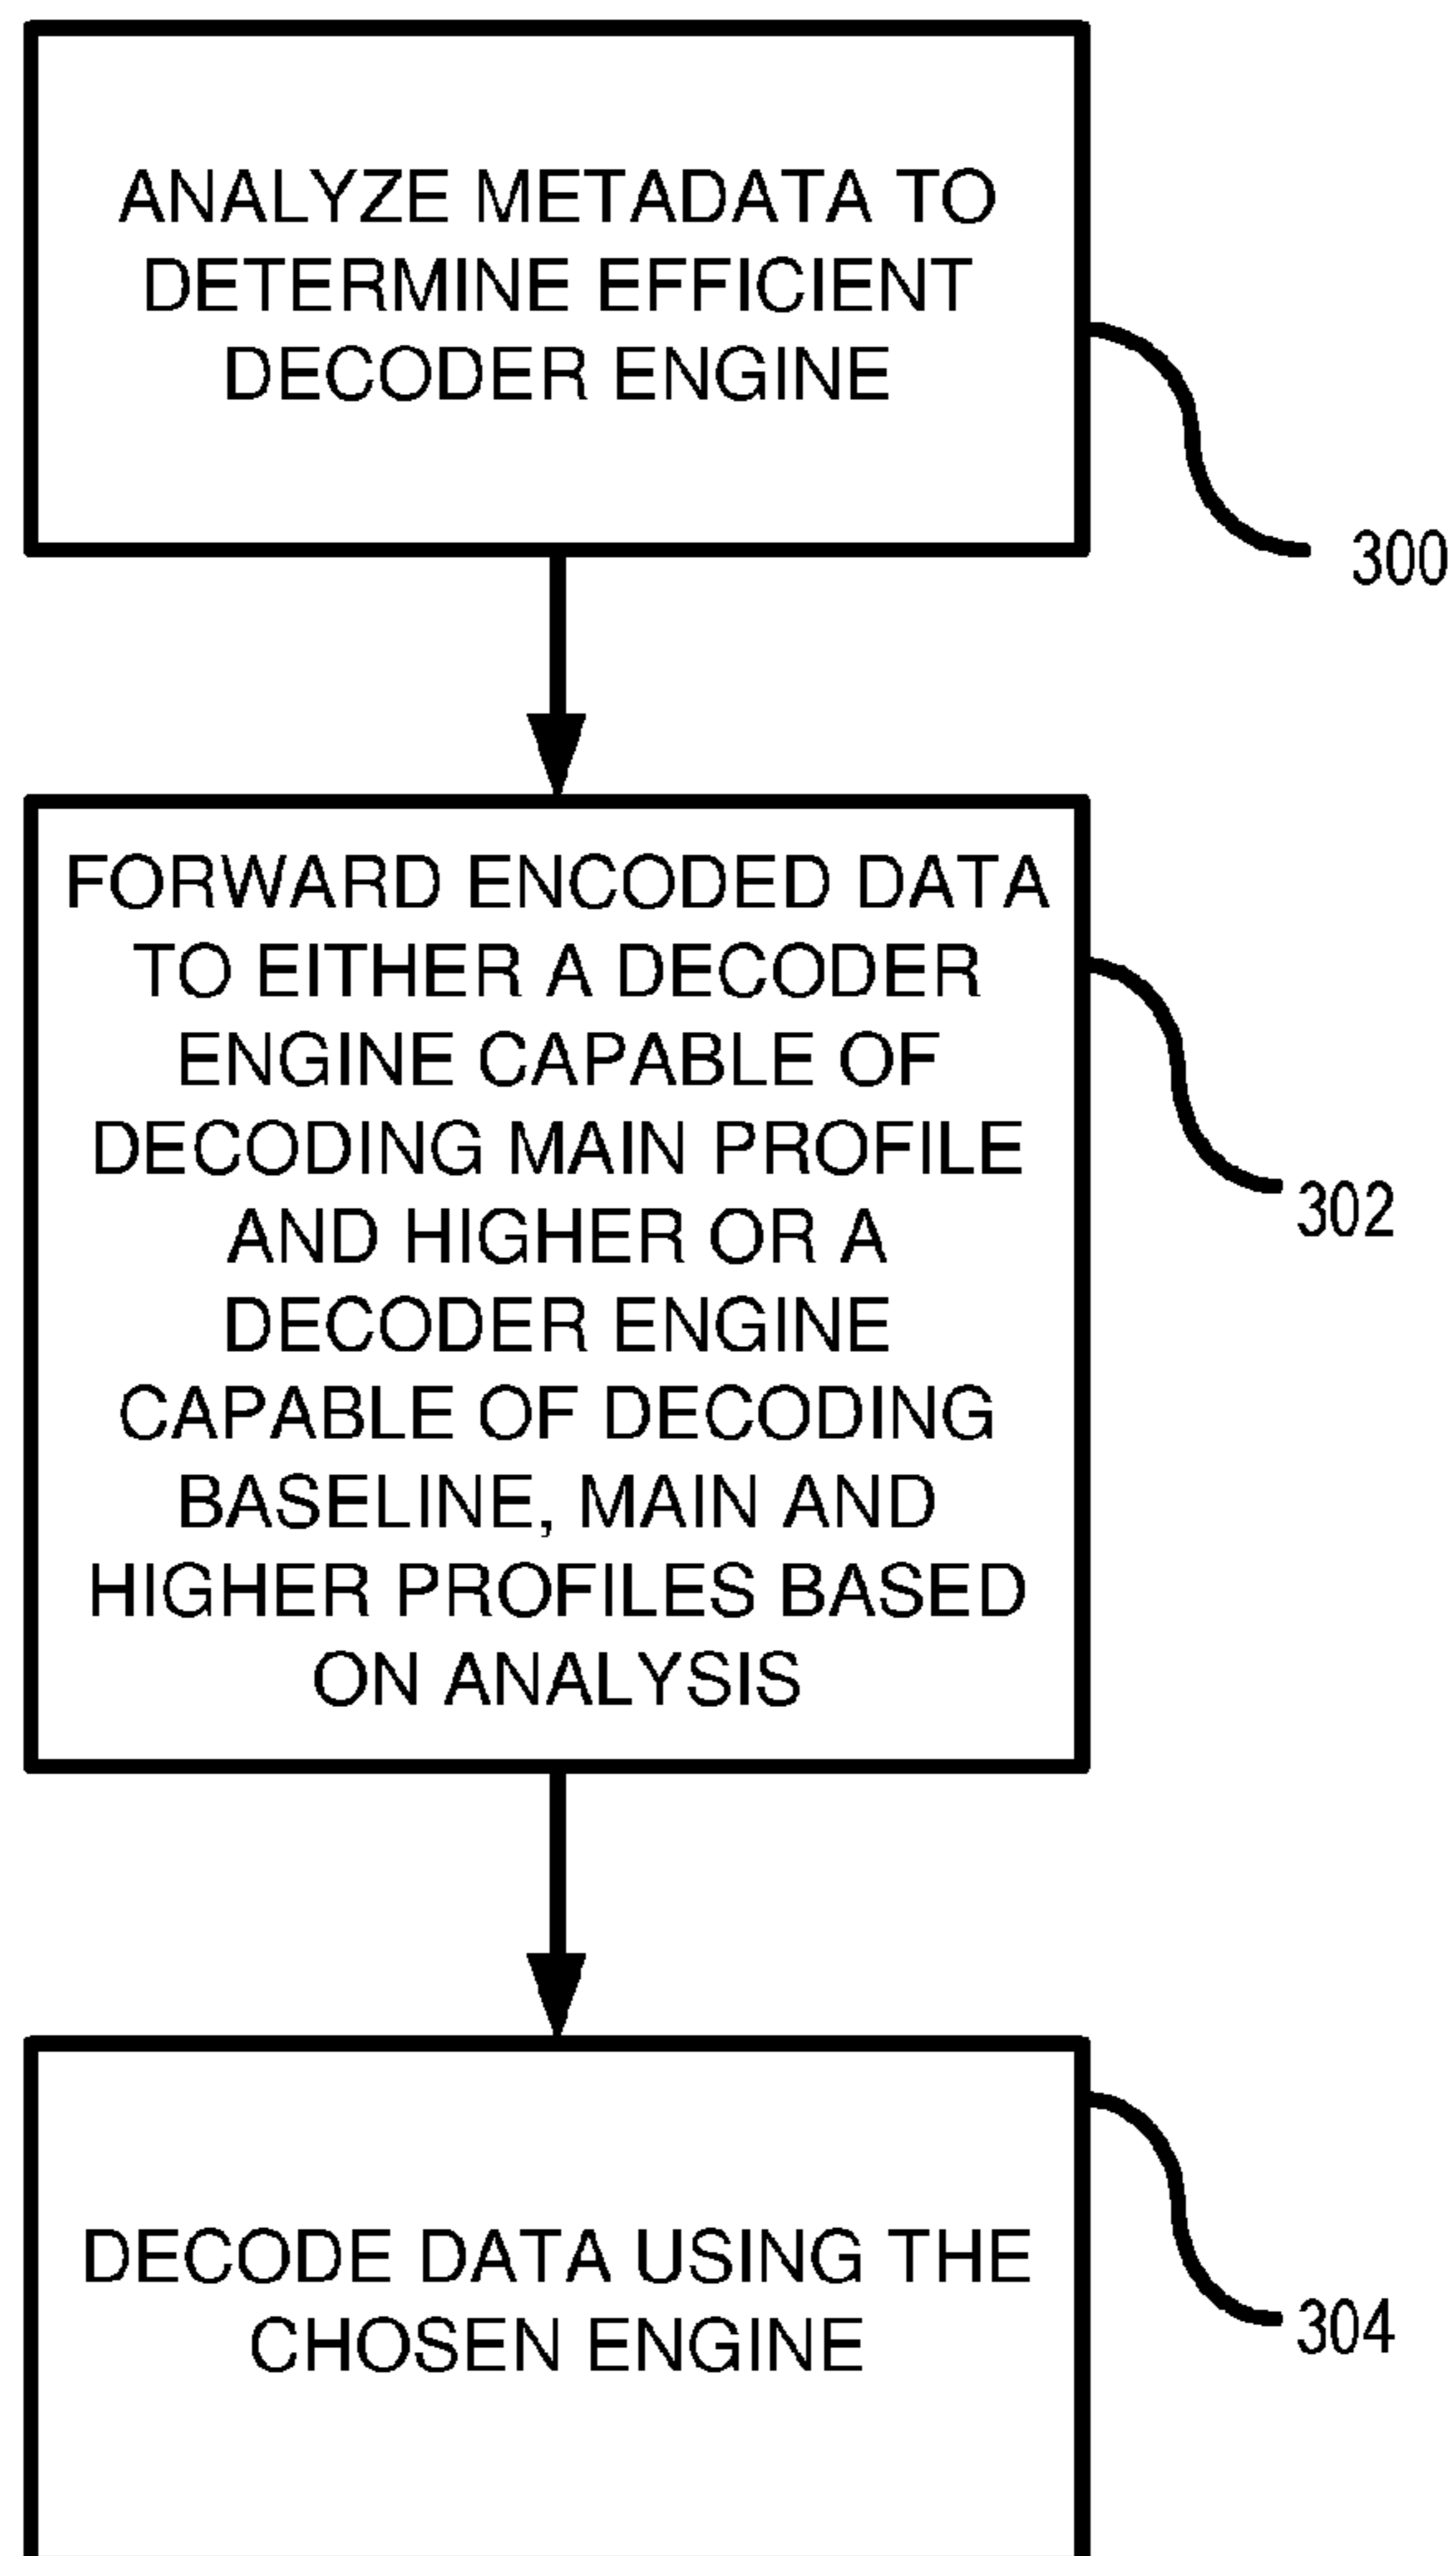 ANALYZE METADATA TO
DETERMINE EFFICIENT
DECODER ENGINE
300
FORWARD ENCODED DATA
TO EITHER A DECODER
ENGINE CAPABLE OF
DECODING MAIN PROFILE
AND HIGHER OR A
DECODER ENGINE
CAPABLE OF DECODING
BASELINE, MAIN AND
HIGHER PROFILES BASED
ON ANALYSIS
302
DECODE DATA USING THE
CHOSEN ENGINE
304